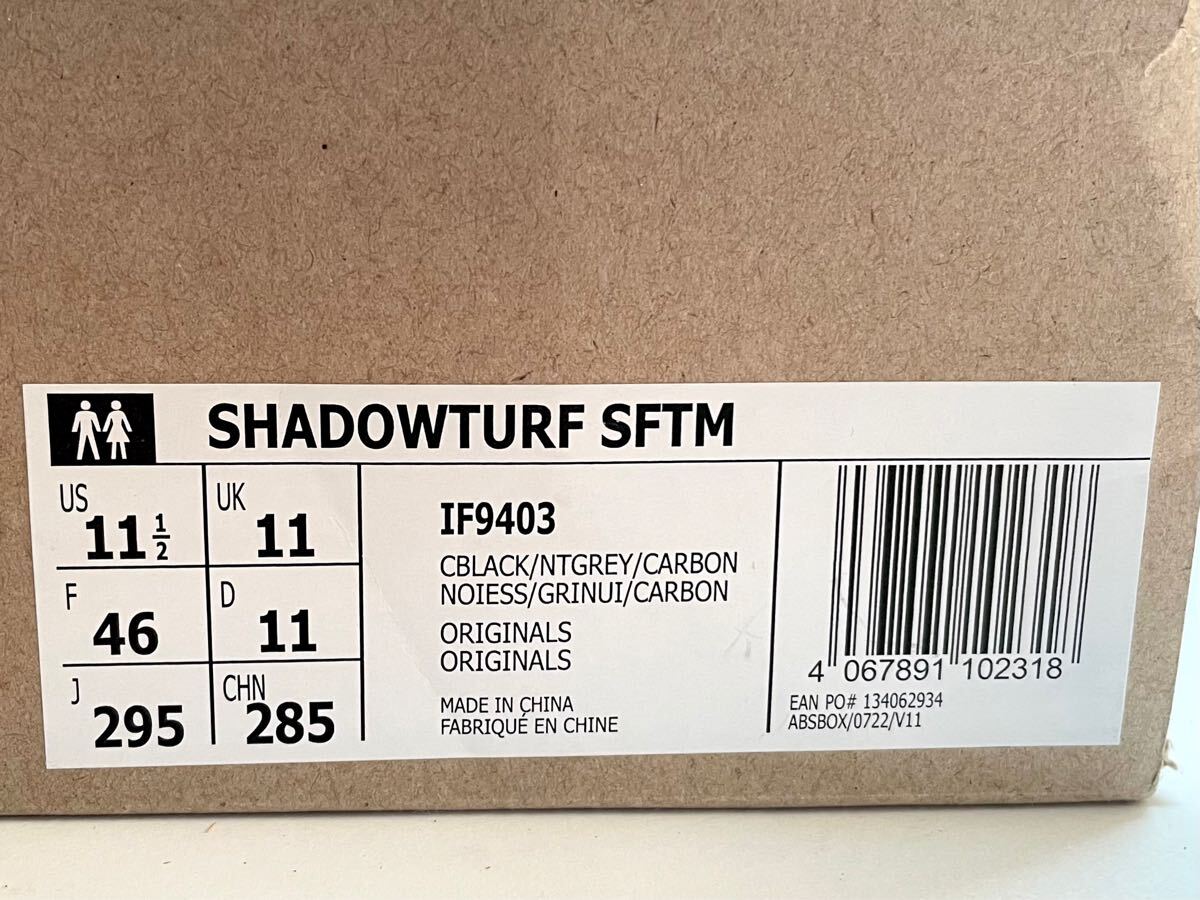 SHADOWTURF SFTM
US
11 1/2
UK
11
F
46
D
11
J
295
CHN
285
IF9403
CBLACK/NTGREY/CARBON
NOIESS/GRINUI/CARBON
ORIGINALS
ORIGINALS
MADE IN CHINA
FABRIQUÉ EN CHINE
4 067891 102318
EAN PO# 134062934
ABSBOX/0722/V11